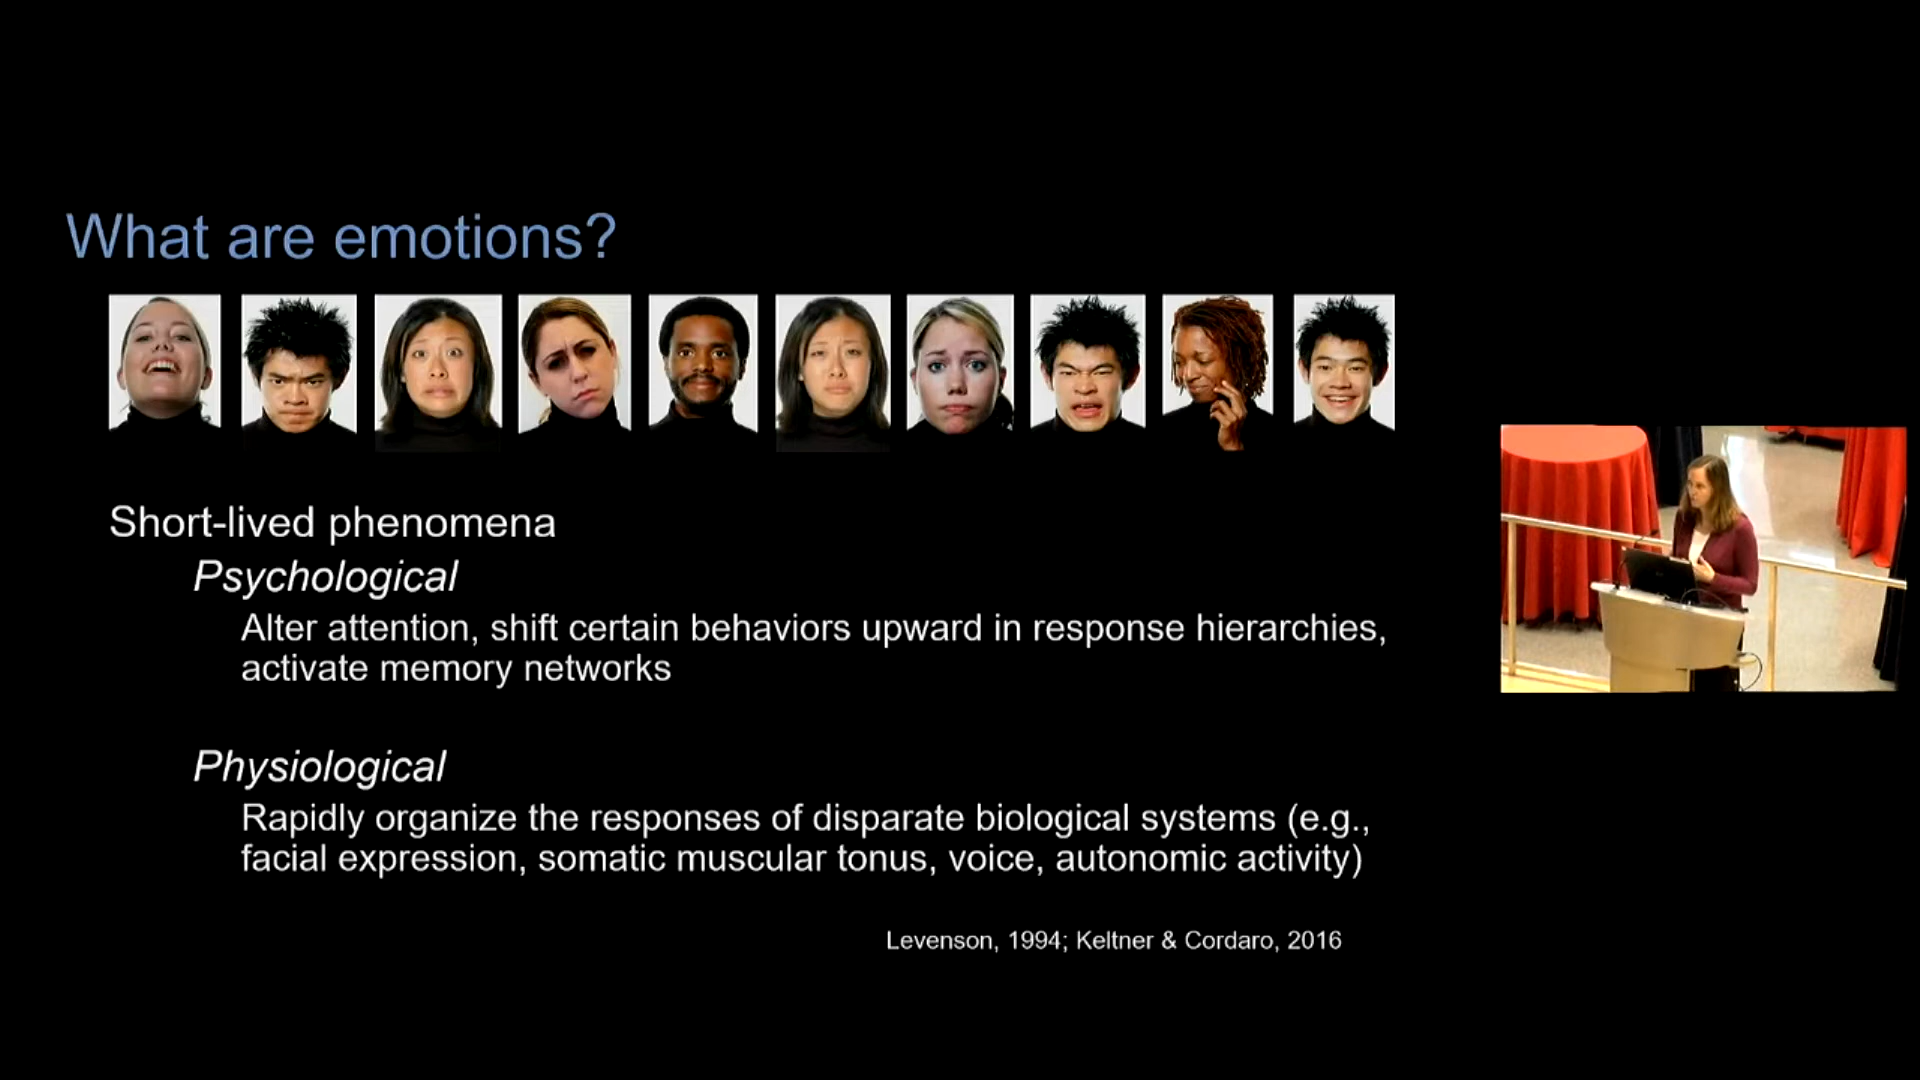 What are emotions?
Short-lived phenomena
Psychological
Alter attention, shift certain behaviors upward in response hierarchies,
activate memory networks
Physiological
Rapidly organize the responses of disparate biological systems (e.g.,
facial expression, somatic muscular tonus, voice, autonomic activity)
Levenson, 1994; Keltner & Cordaro, 2016